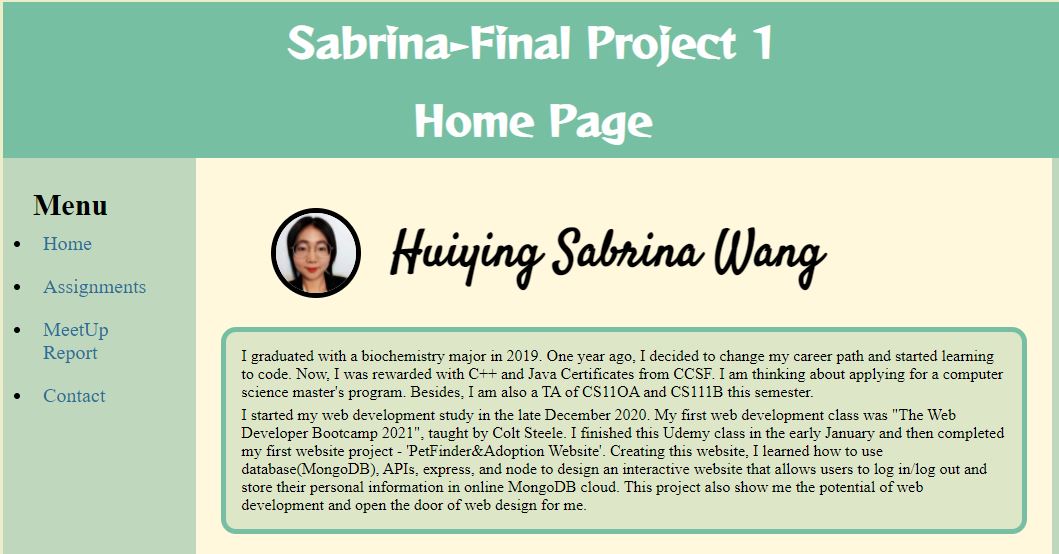 Sabrina-Final Project 1
Home Page
Menu
Home
Assignments
MeetUp
Report
Contact
Huiying Sabrina Wang
I graduated with a biochemistry major in 2019. One year ago, I decided to change my career path and started learning
to code. Now, I was rewarded with C++ and Java Certificates from CCSF. I am thinking about applying for a computer
science master's program. Besides, I am also a TA of CS11OA and CS111B this semester.
I started my web development study in the late December 2020. My first web development class was "The Web
Developer Bootcamp 2021", taught by Colt Steele. I finished this Udemy class in the early January and then completed
my first website project - 'PetFinder&Adoption Website'. Creating this website, I learned how to use
database(MongoDB), APIs, express, and node to design an interactive website that allows users to log in/log out and
store their personal information in online MongoDB cloud. This project also show me the potential of web
development and open the door of web design for me.